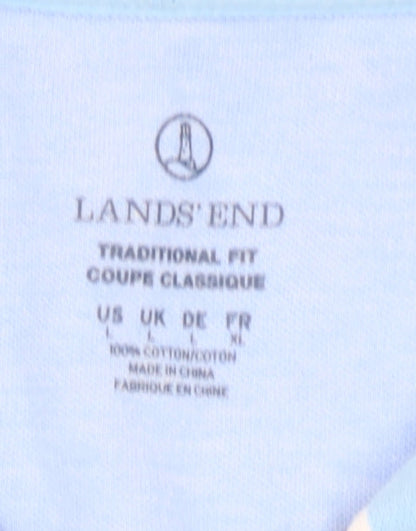 LANDS' END
TRADITIONAL FIT
COUPE CLASSIQUE
US UK DE FR
L L L XL
100% COTTON/COTON
MADE IN CHINA
FABRIQUE EN CHINE